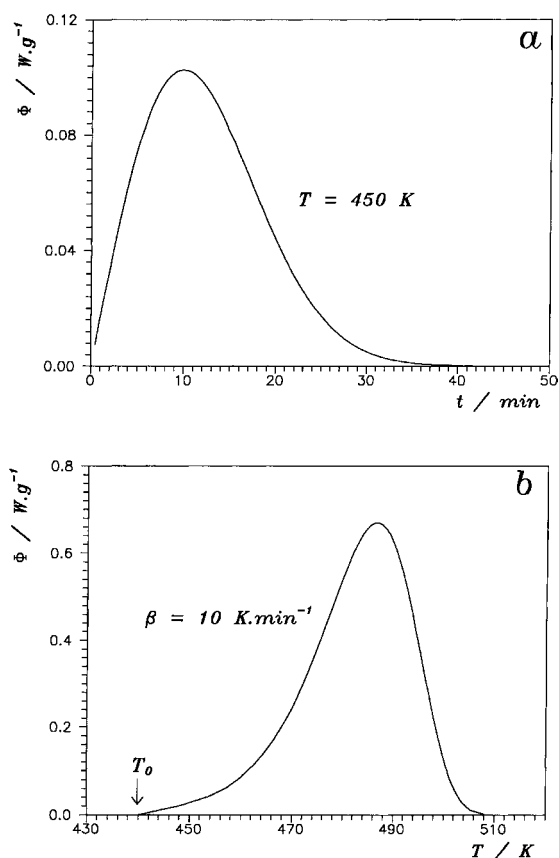 a
Φ / W.g⁻¹
0.12
0.08
0.04
0.00
T = 450 K
0 10 20 30 40 50
t / min
b
Φ / W.g⁻¹
0.8
0.6
0.4
0.2
0.0
β = 10 K.min⁻¹
T₀
430 450 470 490 510
T / K